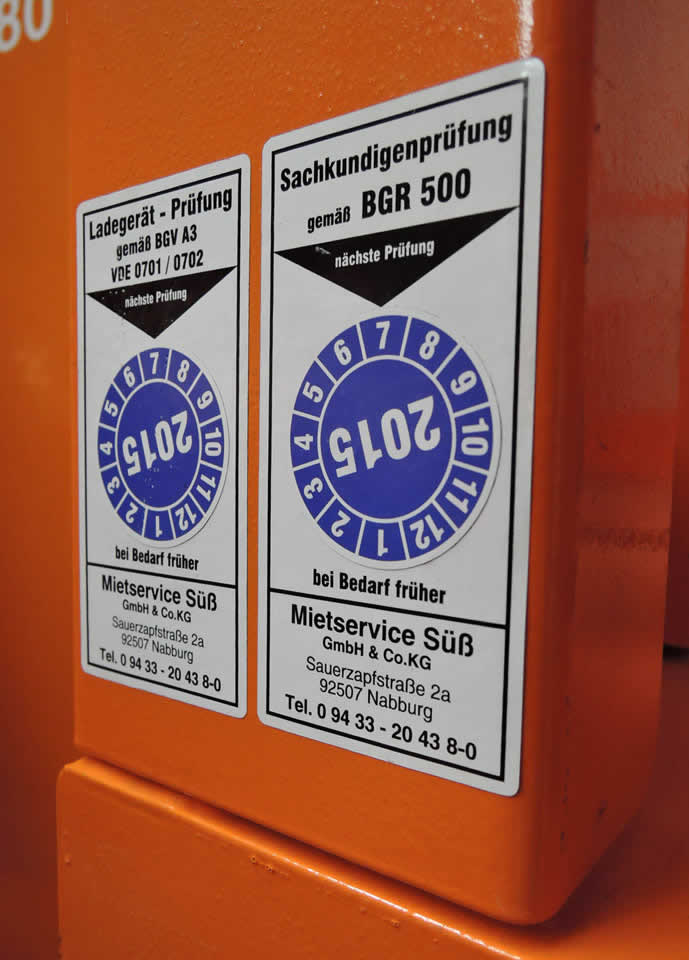 80
Ladegerät - Prüfung
gemäß BGV A3
VDE 0701 / 0702
nächste Prüfung
1 2 3 4 5 6 7 8 9 10 11 12
2015
bei Bedarf früher
Mietservice Süß
GmbH & Co.KG
Sauerzapfstraße 2a
92507 Nabburg
Tel. 0 94 33 - 20 43 8-0
Sachkundigenprüfung
gemäß BGR 500
nächste Prüfung
1 2 3 4 5 6 7 8 9 10 11 12
2015
bei Bedarf früher
Mietservice Süß
GmbH & Co.KG
Sauerzapfstraße 2a
92507 Nabburg
Tel. 0 94 33 - 20 43 8-0